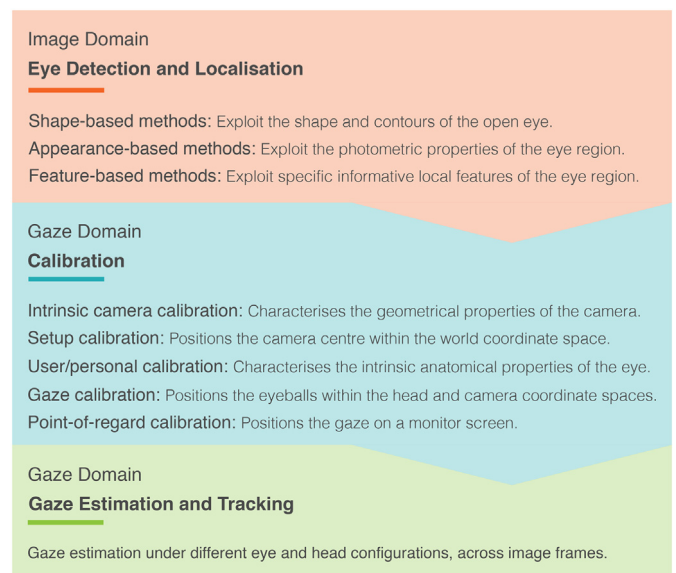 Image Domain
Eye Detection and Localisation
Shape-based methods: Exploit the shape and contours of the open eye.
Appearance-based methods: Exploit the photometric properties of the eye region.
Feature-based methods: Exploit specific informative local features of the eye region.
Gaze Domain
Calibration
Intrinsic camera calibration: Characterises the geometrical properties of the camera.
Setup calibration: Positions the camera centre within the world coordinate space.
User/personal calibration: Characterises the intrinsic anatomical properties of the eye.
Gaze calibration: Positions the eyeballs within the head and camera coordinate spaces.
Point-of-regard calibration: Positions the gaze on a monitor screen.
Gaze Domain
Gaze Estimation and Tracking
Gaze estimation under different eye and head configurations, across image frames.